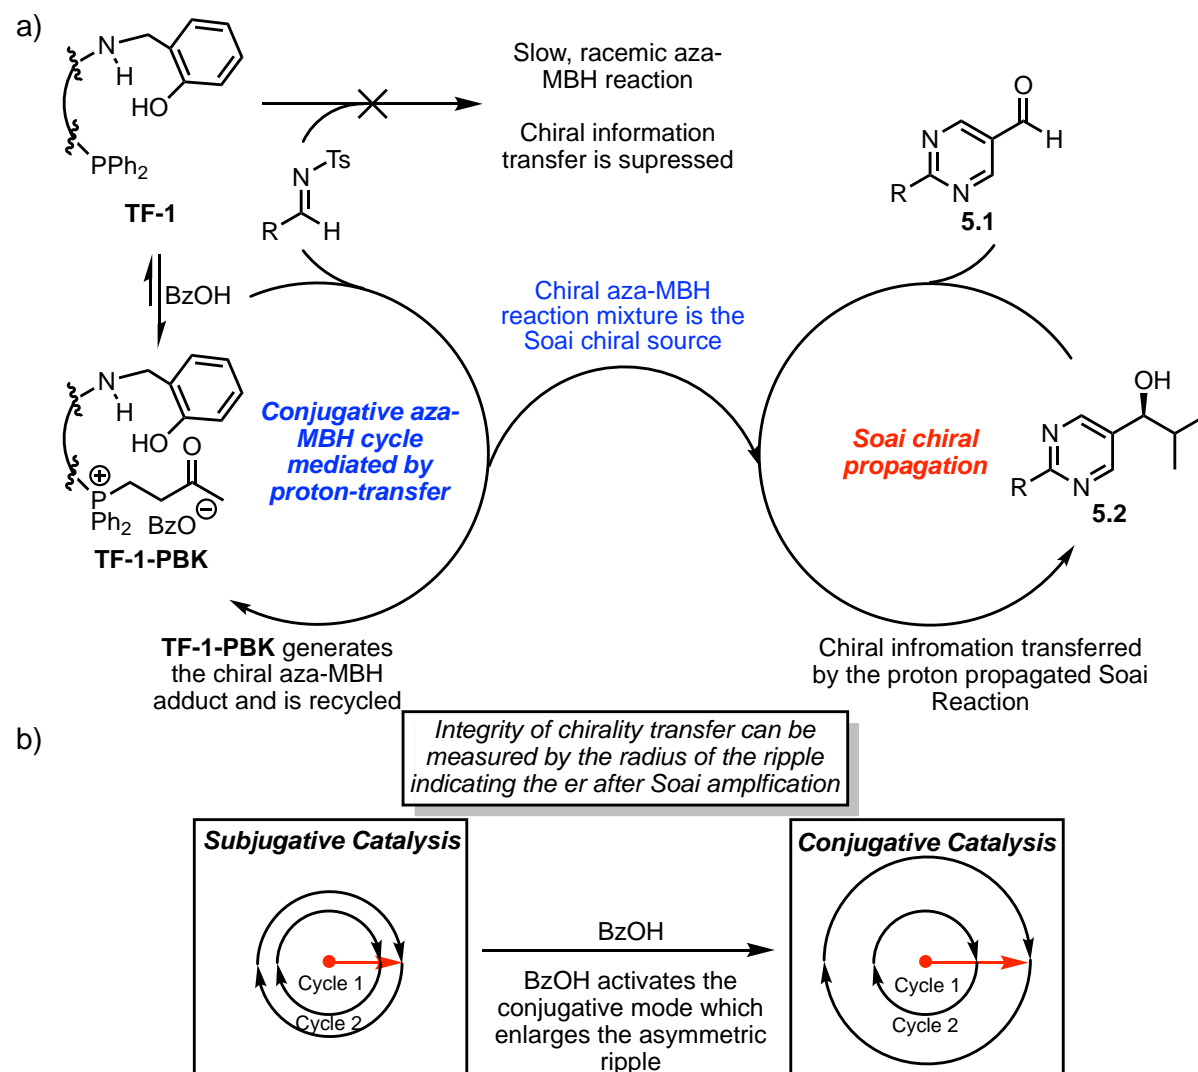 a)
N
H
HO
PPh2
TF-1
Slow, racemic aza-
MBH reaction
Chiral information
transfer is supressed
N
Ts
R
H
O
H
N
N
R
5.1
BzOH
Chiral aza-MBH
reaction mixture is the
Soai chiral source
N
H
HO
O
P
+
Ph2
BzO
−
TF-1-PBK
Conjugative aza-
MBH cycle
mediated by
proton-transfer
Soai chiral
propagation
OH
N
N
R
5.2
TF-1-PBK generates
the chiral aza-MBH
adduct and is recycled
Chiral infromation transferred
by the proton propagated Soai
Reaction
b)
Integrity of chirality transfer can be
measured by the radius of the ripple
indicating the er after Soai amplfication
Subjugative Catalysis
Cycle 1
Cycle 2
BzOH
BzOH activates the
conjugative mode which
enlarges the asymmetric
ripple
Conjugative Catalysis
Cycle 1
Cycle 2